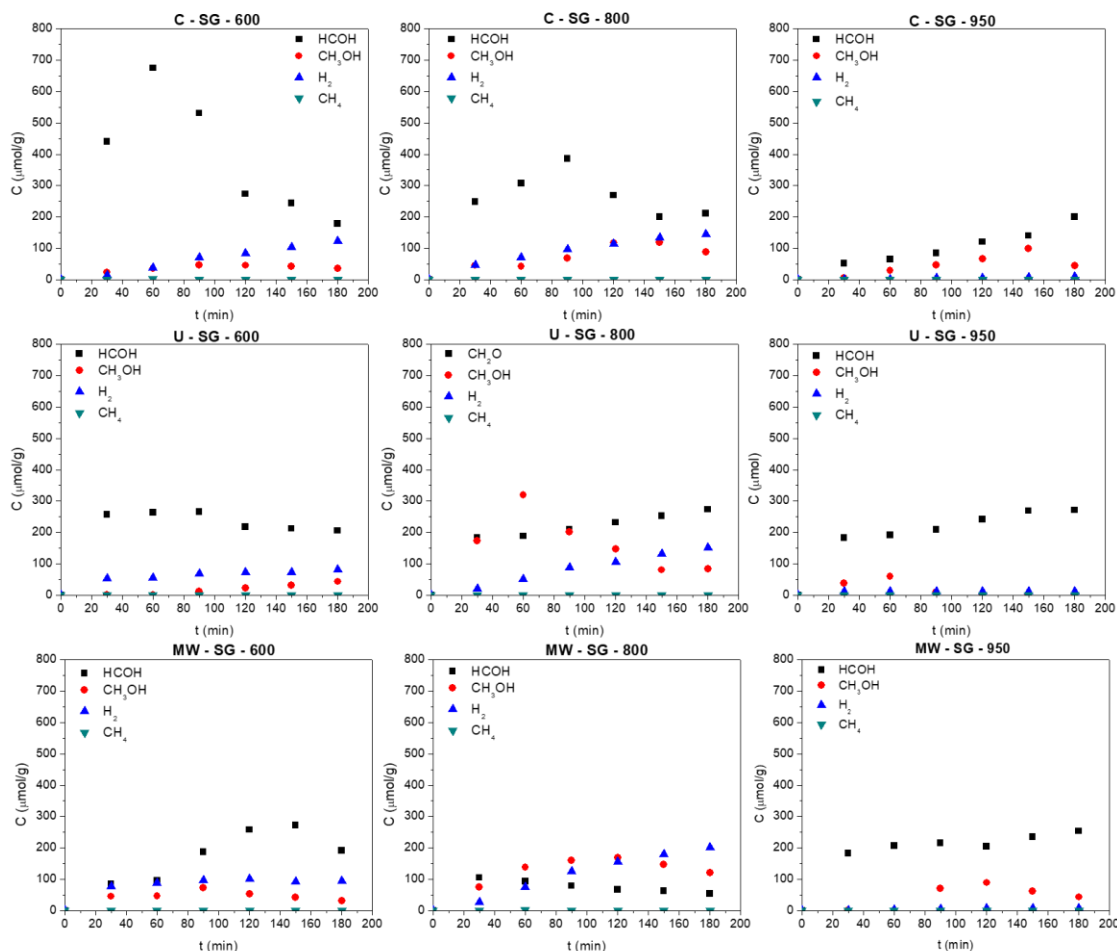 C - SG - 600
800
700
600
500
400
300
200
100
0
C (μmol/g)
HCOH
CH3OH
H2
CH4
0 20 40 60 80 100 120 140 160 180 200
t (min)
C - SG - 800
800
700
600
500
400
300
200
100
0
C (μmol/g)
HCOH
CH3OH
H2
CH4
0 20 40 60 80 100 120 140 160 180 200
t (min)
C - SG - 950
800
700
600
500
400
300
200
100
0
C (μmol/g)
HCOH
CH3OH
H2
CH4
0 20 40 60 80 100 120 140 160 180 200
t (min)
U - SG - 600
800
700
600
500
400
300
200
100
0
C (μmol/g)
HCOH
CH3OH
H2
CH4
0 20 40 60 80 100 120 140 160 180 200
t (min)
U - SG - 800
800
700
600
500
400
300
200
100
0
C (μmol/g)
CH2O
CH3OH
H2
CH4
0 20 40 60 80 100 120 140 160 180 200
t (min)
U - SG - 950
800
700
600
500
400
300
200
100
0
C (μmol)
HCOH
CH3OH
H2
CH4
0 20 40 60 80 100 120 140 160 180 200
t (min)
MW - SG - 600
800
700
600
500
400
300
200
100
0
C (μmol/g)
HCOH
CH3OH
H2
CH4
0 20 40 60 80 100 120 140 160 180 200
t (min)
MW - SG - 800
800
700
600
500
400
300
200
100
0
C (μmol/g)
HCOH
CH3OH
H2
CH4
0 20 40 60 80 100 120 140 160 180 200
t (min)
MW - SG - 950
800
700
600
500
400
300
200
100
0
C (μmol/g)
HCOH
CH3OH
H2
CH4
0 20 40 60 80 100 120 140 160 180 200
t (min)